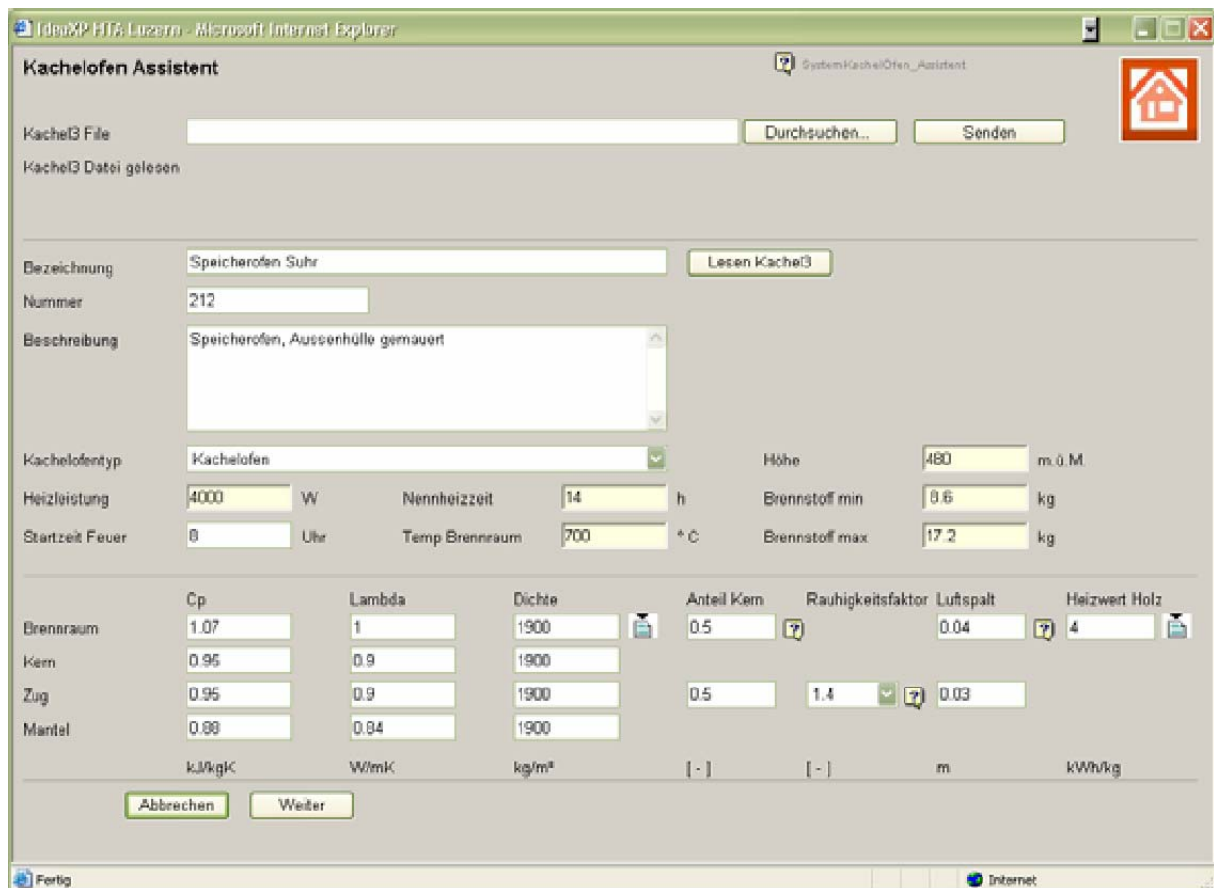 IdeuXP HTA Luzern - Microsoft Internet Explorer
Kachelofen Assistent
SystemKachelOfen_Assistent
Kachel3 File Durchsuchen... Senden
Kachel3 Datei gelesen
Bezeichnung Speicherofen Suhr Lesen Kachel3
Nummer 212
Beschreibung Speicherofen, Aussenhülle gemauert
Kachelofentyp Kachelofen Höhe 480 m.ü.M.
Heizleistung 4000 W Nennheizzeit 14 h Brennstoff min 8.6 kg
Startzeit Feuer 8 Uhr Temp Brennraum 700 ° C Brennstoff max 17.2 kg
Cp Lambda Dichte Anteil Kern Rauhigkeitsfaktor Luftspalt Heizwert Holz
Brennraum 1.07 1 1900 0.5 0.04 4
Kern 0.95 0.9 1900
Zug 0.95 0.9 1900 0.5 1.4 0.03
Mantel 0.88 0.84 1900
kJ/kgK W/mK kg/m³ [ - ] [ - ] m kWh/kg
Abbrechen Weiter
Fertig Internet